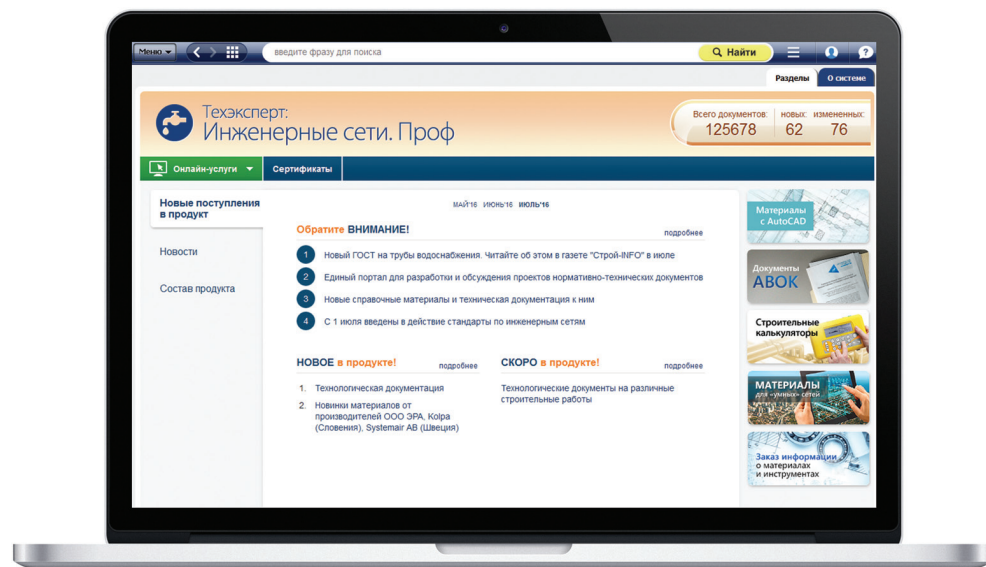 Меню
введите фразу для поиска
Найти
?
Разделы
О системе
Техэксперт:
Инженерные сети. Проф
Всего документов: новых: измененных:
125678 62 76
Онлайн-услуги
Сертификаты
Новые поступления
в продукт
Новости
Состав продукта
МАЙ'16 ИЮНЬ'16 ИЮЛЬ'16
Обратите ВНИМАНИЕ!
подробнее
1 Новый ГОСТ на трубы водоснабжения. Читайте об этом в газете "Строй-INFO" в июле
2 Единый портал для разработки и обсуждения проектов нормативно-технических документов
3 Новые справочные материалы и техническая документация к ним
4 С 1 июля введены в действие стандарты по инженерным сетям
НОВОЕ в продукте!
подробнее
1. Технологическая документация
2. Новинки материалов от
производителей ООО ЭРА, Kolpa
(Словения), Systemair AB (Швеция)
СКОРО в продукте!
подробнее
Технологические документы на различные
строительные работы
Материалы
с AutoCAD
Документы
АВОК
Строительные
калькуляторы
МАТЕРИАЛЫ
для «умных» сетей
Заказ информации
о материалах
и инструментах